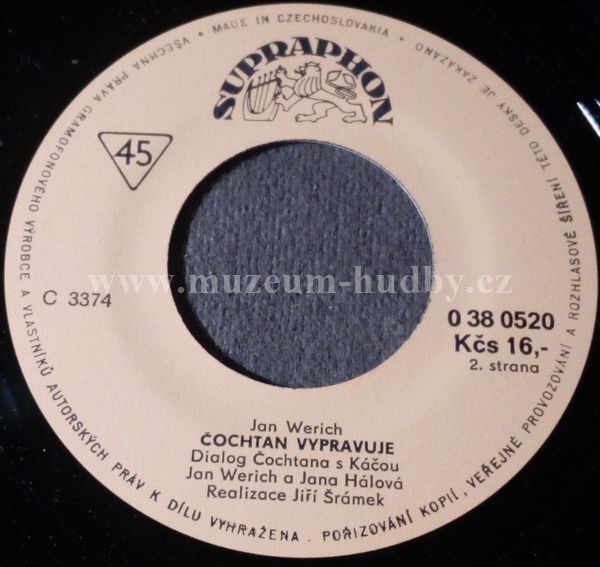 SUPRAPHON
VŠECHNA PRÁVA GRAMOFONOVÉHO VÝROBCE A VLASTNÍKŮ AUTORSKÝCH PRÁV K DÍLU VYHRAŽENA. POŘIZOVÁNÍ KOPIÍ, VEŘEJNÉ PROVOZOVÁNÍ A ROZHLASOVÉ ŠÍŘENÍ TÉTO DESKY JE ZAKÁZÁNO • MADE IN CZECHOSLOVAKIA •
45
www.muzeum-hudby.cz
C 3374
0 38 0520
Kčs 16,-
2. strana
Jan Werich
ČOCHTAN VYPRAVUJE
Dialog Čochtana s Káčou
Jan Werich a Jana Hálová
Realizace Jiří Šrámek